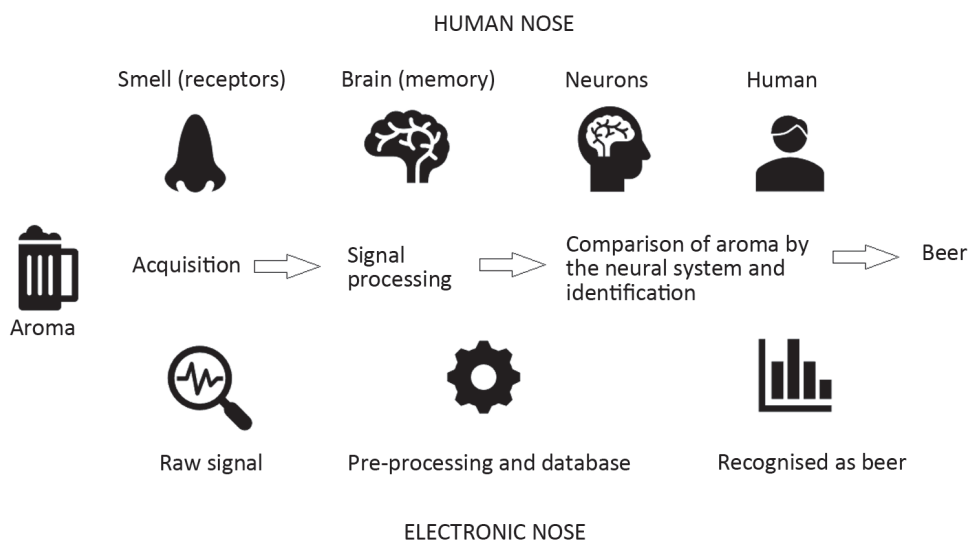 HUMAN NOSE
Smell (receptors)
Brain (memory)
Neurons
Human
Aroma
Acquisition
Signal
processing
Comparison of aroma by
the neural system and
identification
Beer
Raw signal
Pre-processing and database
Recognised as beer
ELECTRONIC NOSE